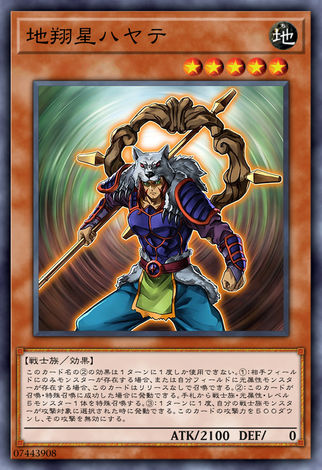 地翔星ハヤテ
地
ち
【戦士族／効果】
このカード名の②の効果は１ターンに１度しか使用できない。①：相手フィール
ドにのみモンスターが存在する場合、または自分フィールドに光属性モンスタ
ーが存在する場合、このカードはリリースなしで召喚できる。②：このカードが
召喚・特殊召喚に成功した場合に発動できる。手札から戦士族・光属性・レベル
５モンスター１体を特殊召喚する。③：１ターンに１度、自分の戦士族モンスタ
ーが攻撃対象に選択された時に発動できる。このカードの攻撃力を５００ダウ
ンし、その攻撃を無効にする。
ATK/2100 DEF/ 0
07443908